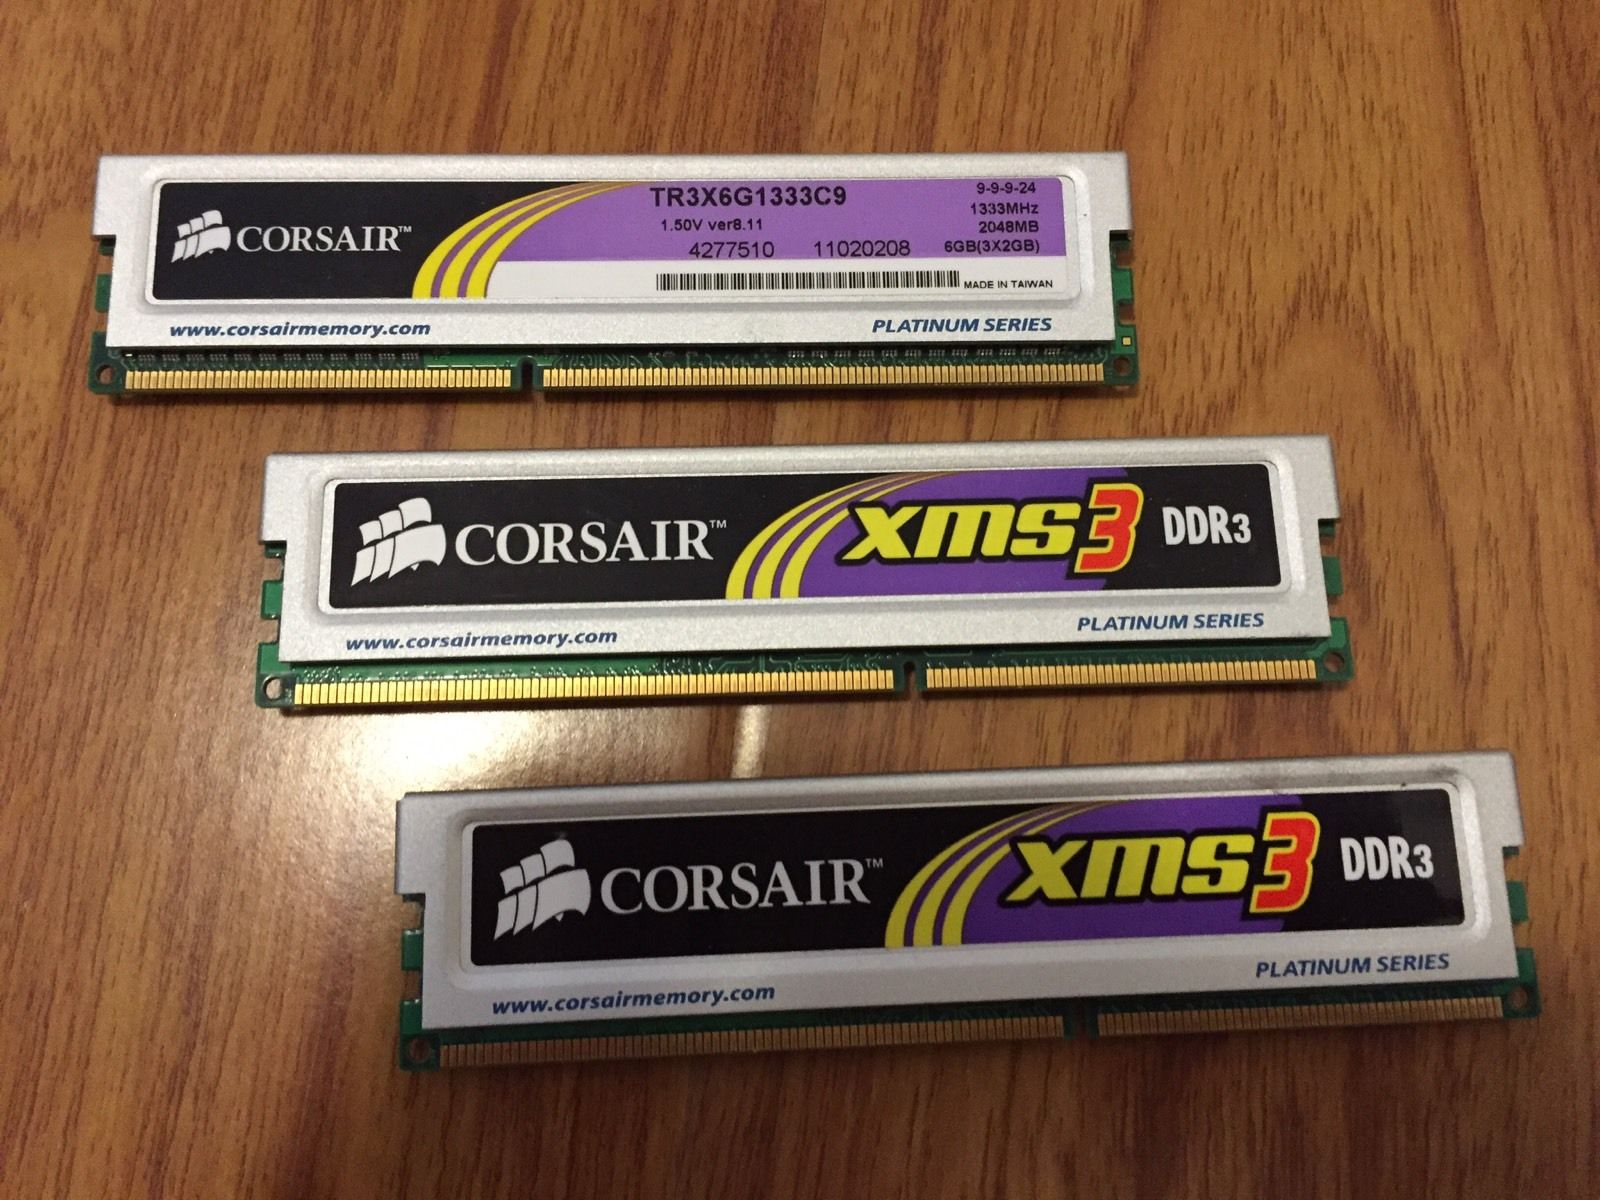 CORSAIR™
TR3X6G1333C9
1.50V ver8.11
4277510 11020208
9-9-9-24
1333MHz
2048MB
6GB(3X2GB)
MADE IN TAIWAN
www.corsairmemory.com
PLATINUM SERIES
CORSAIR™ xms3 DDR3
www.corsairmemory.com
PLATINUM SERIES
CORSAIR™ xms3 DDR3
www.corsairmemory.com
PLATINUM SERIES